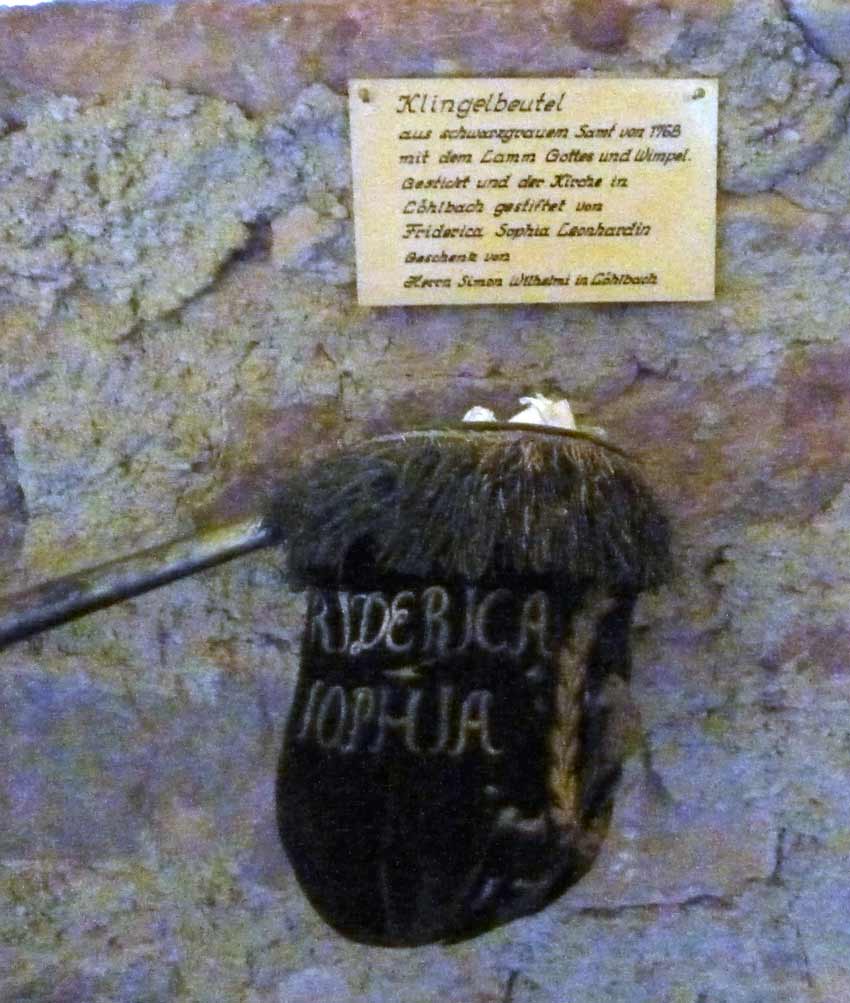 Klingelbeutel
aus schwarzgrauem Samt von 1768
mit dem Lamm Gottes und Wimpel.
Gestickt und der Kirche in
Löhlbach gestiftet von
Friderica Sophia Leonhardin
Geschenk von
Herrn Simon Wilhelmi in Löhlbach
RIDERICA
SOPHIA